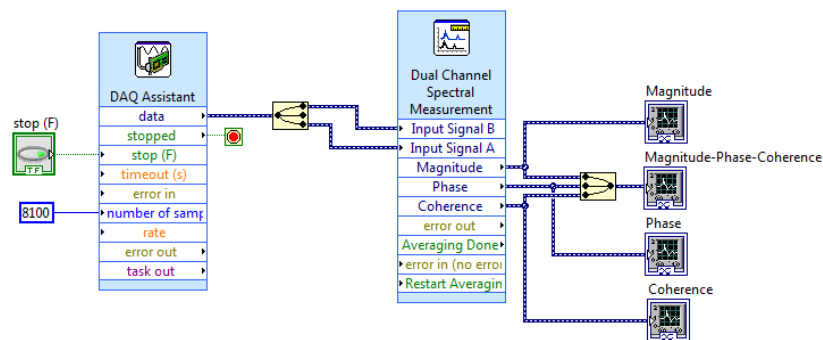 stop (F)
TF
8100
DAQ Assistant
data
stopped
stop (F)
timeout (s)
error in
number of samp
rate
error out
task out
Dual Channel
Spectral
Measurement
Input Signal B
Input Signal A
Magnitude
Phase
Coherence
error out
Averaging Done
error in (no erro
Restart Averagin
Magnitude
Magnitude-Phase-Coherence
Phase
Coherence